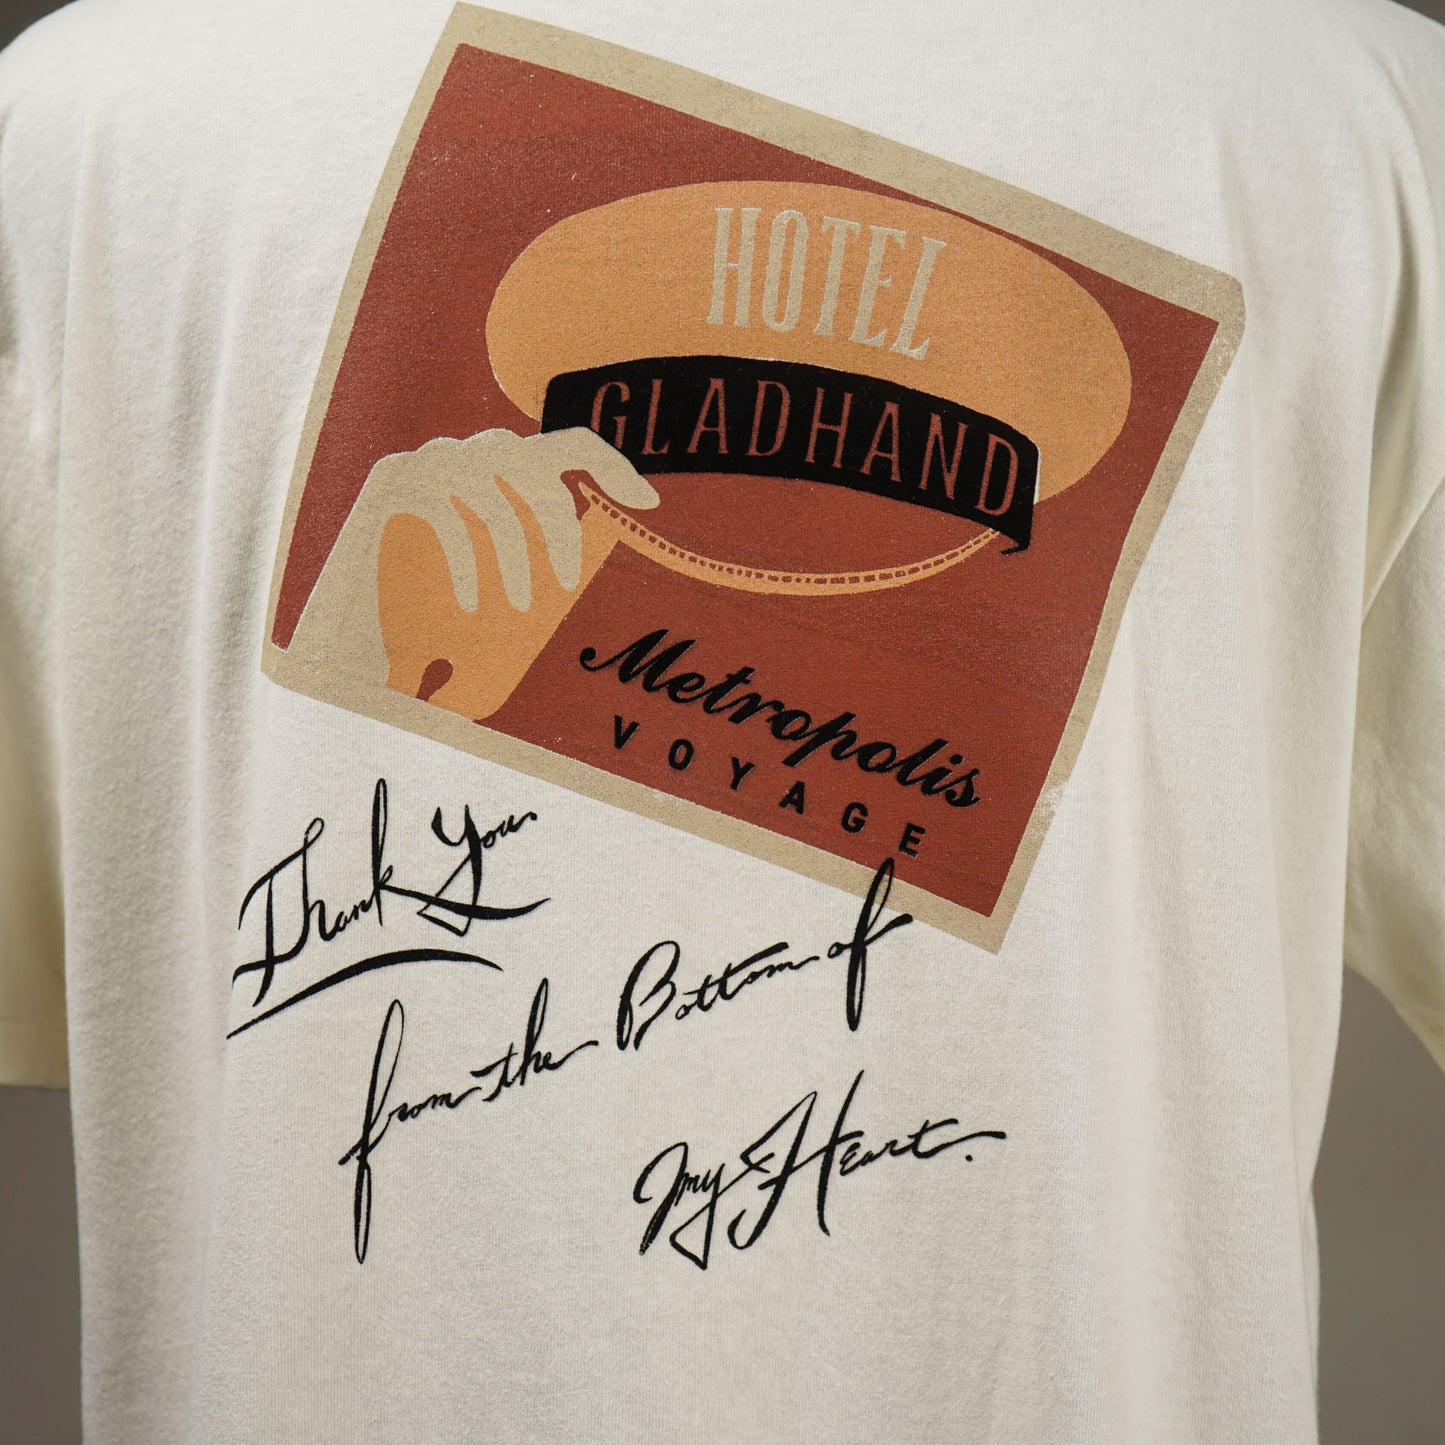 HOTEL
GLADHAND
Metropolis
VOYAGE
Thank You
from the Bottom of
My Heart.